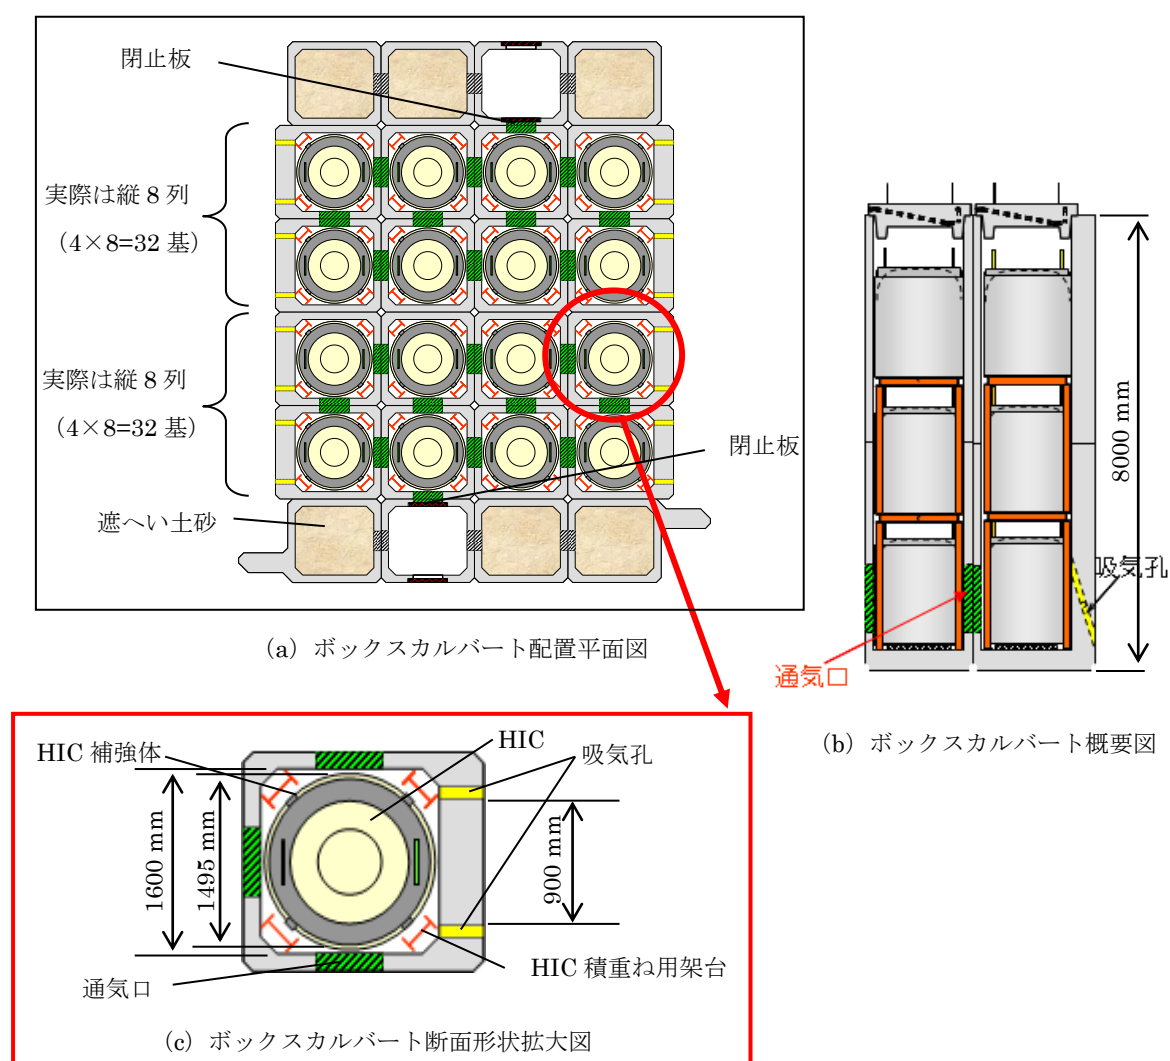 閉止板
実際は縦 8 列
（4×8=32 基）
実際は縦 8 列
（4×8=32 基）
閉止板
遮へい土砂
（a）ボックスカルバート配置平面図
8000 mm
吸気孔
通気口
（b）ボックスカルバート概要図
HIC 補強体
HIC
吸気孔
1600 mm
1495 mm
900 mm
通気口
HIC 積重ね用架台
（c）ボックスカルバート断面形状拡大図